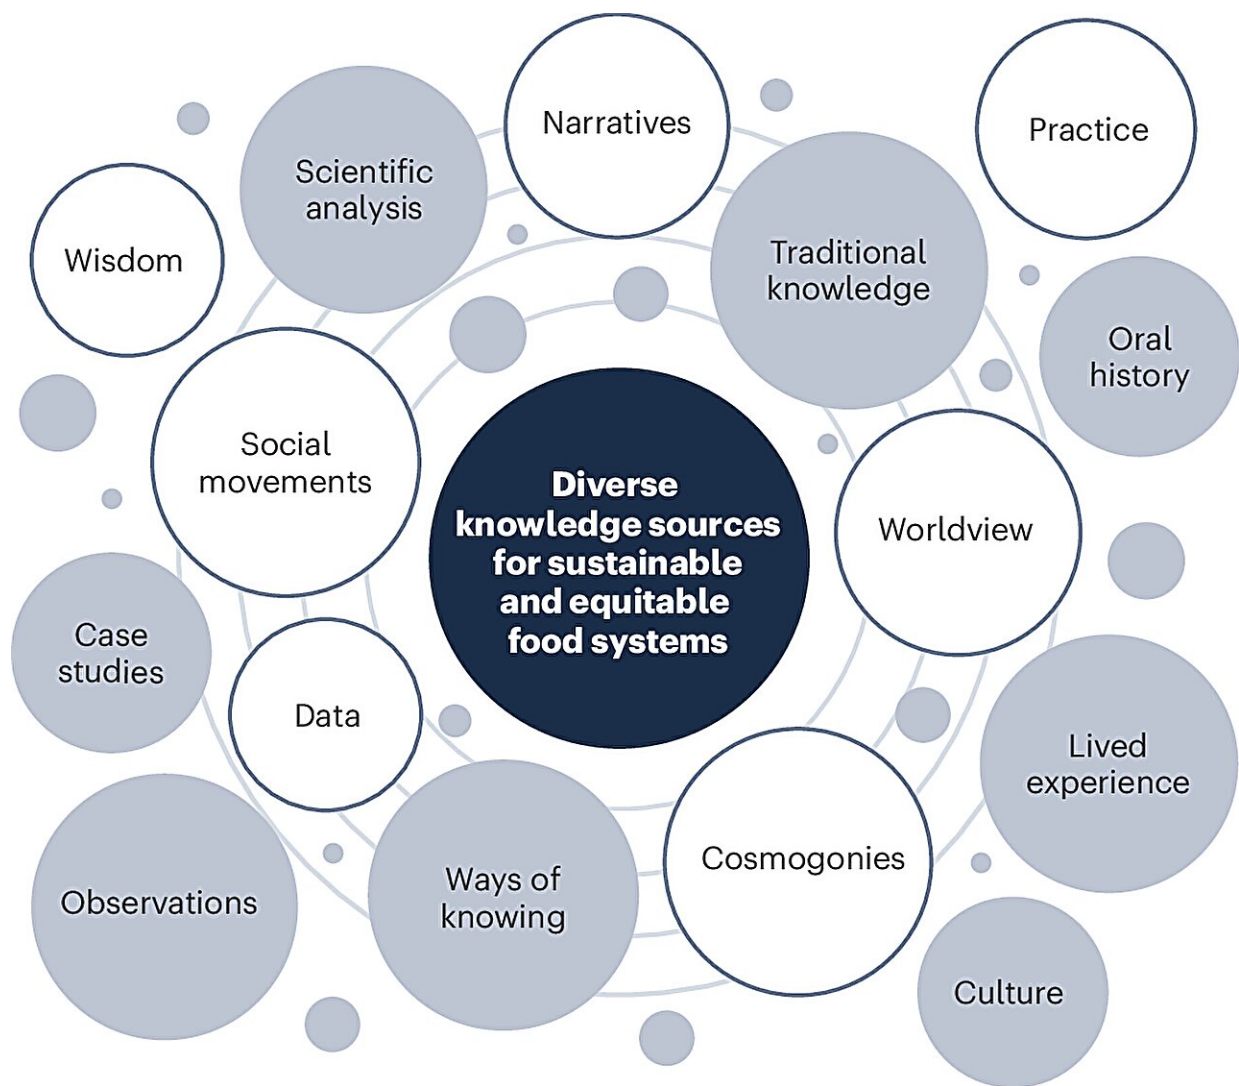 Narratives
Practice
Scientific
analysis
Wisdom
Traditional
knowledge
Oral
history
Social
movements
Diverse
knowledge sources
for sustainable
and equitable
food systems
Worldview
Case
studies
Data
Lived
experience
Cosmogonies
Ways of
knowing
Observations
Culture